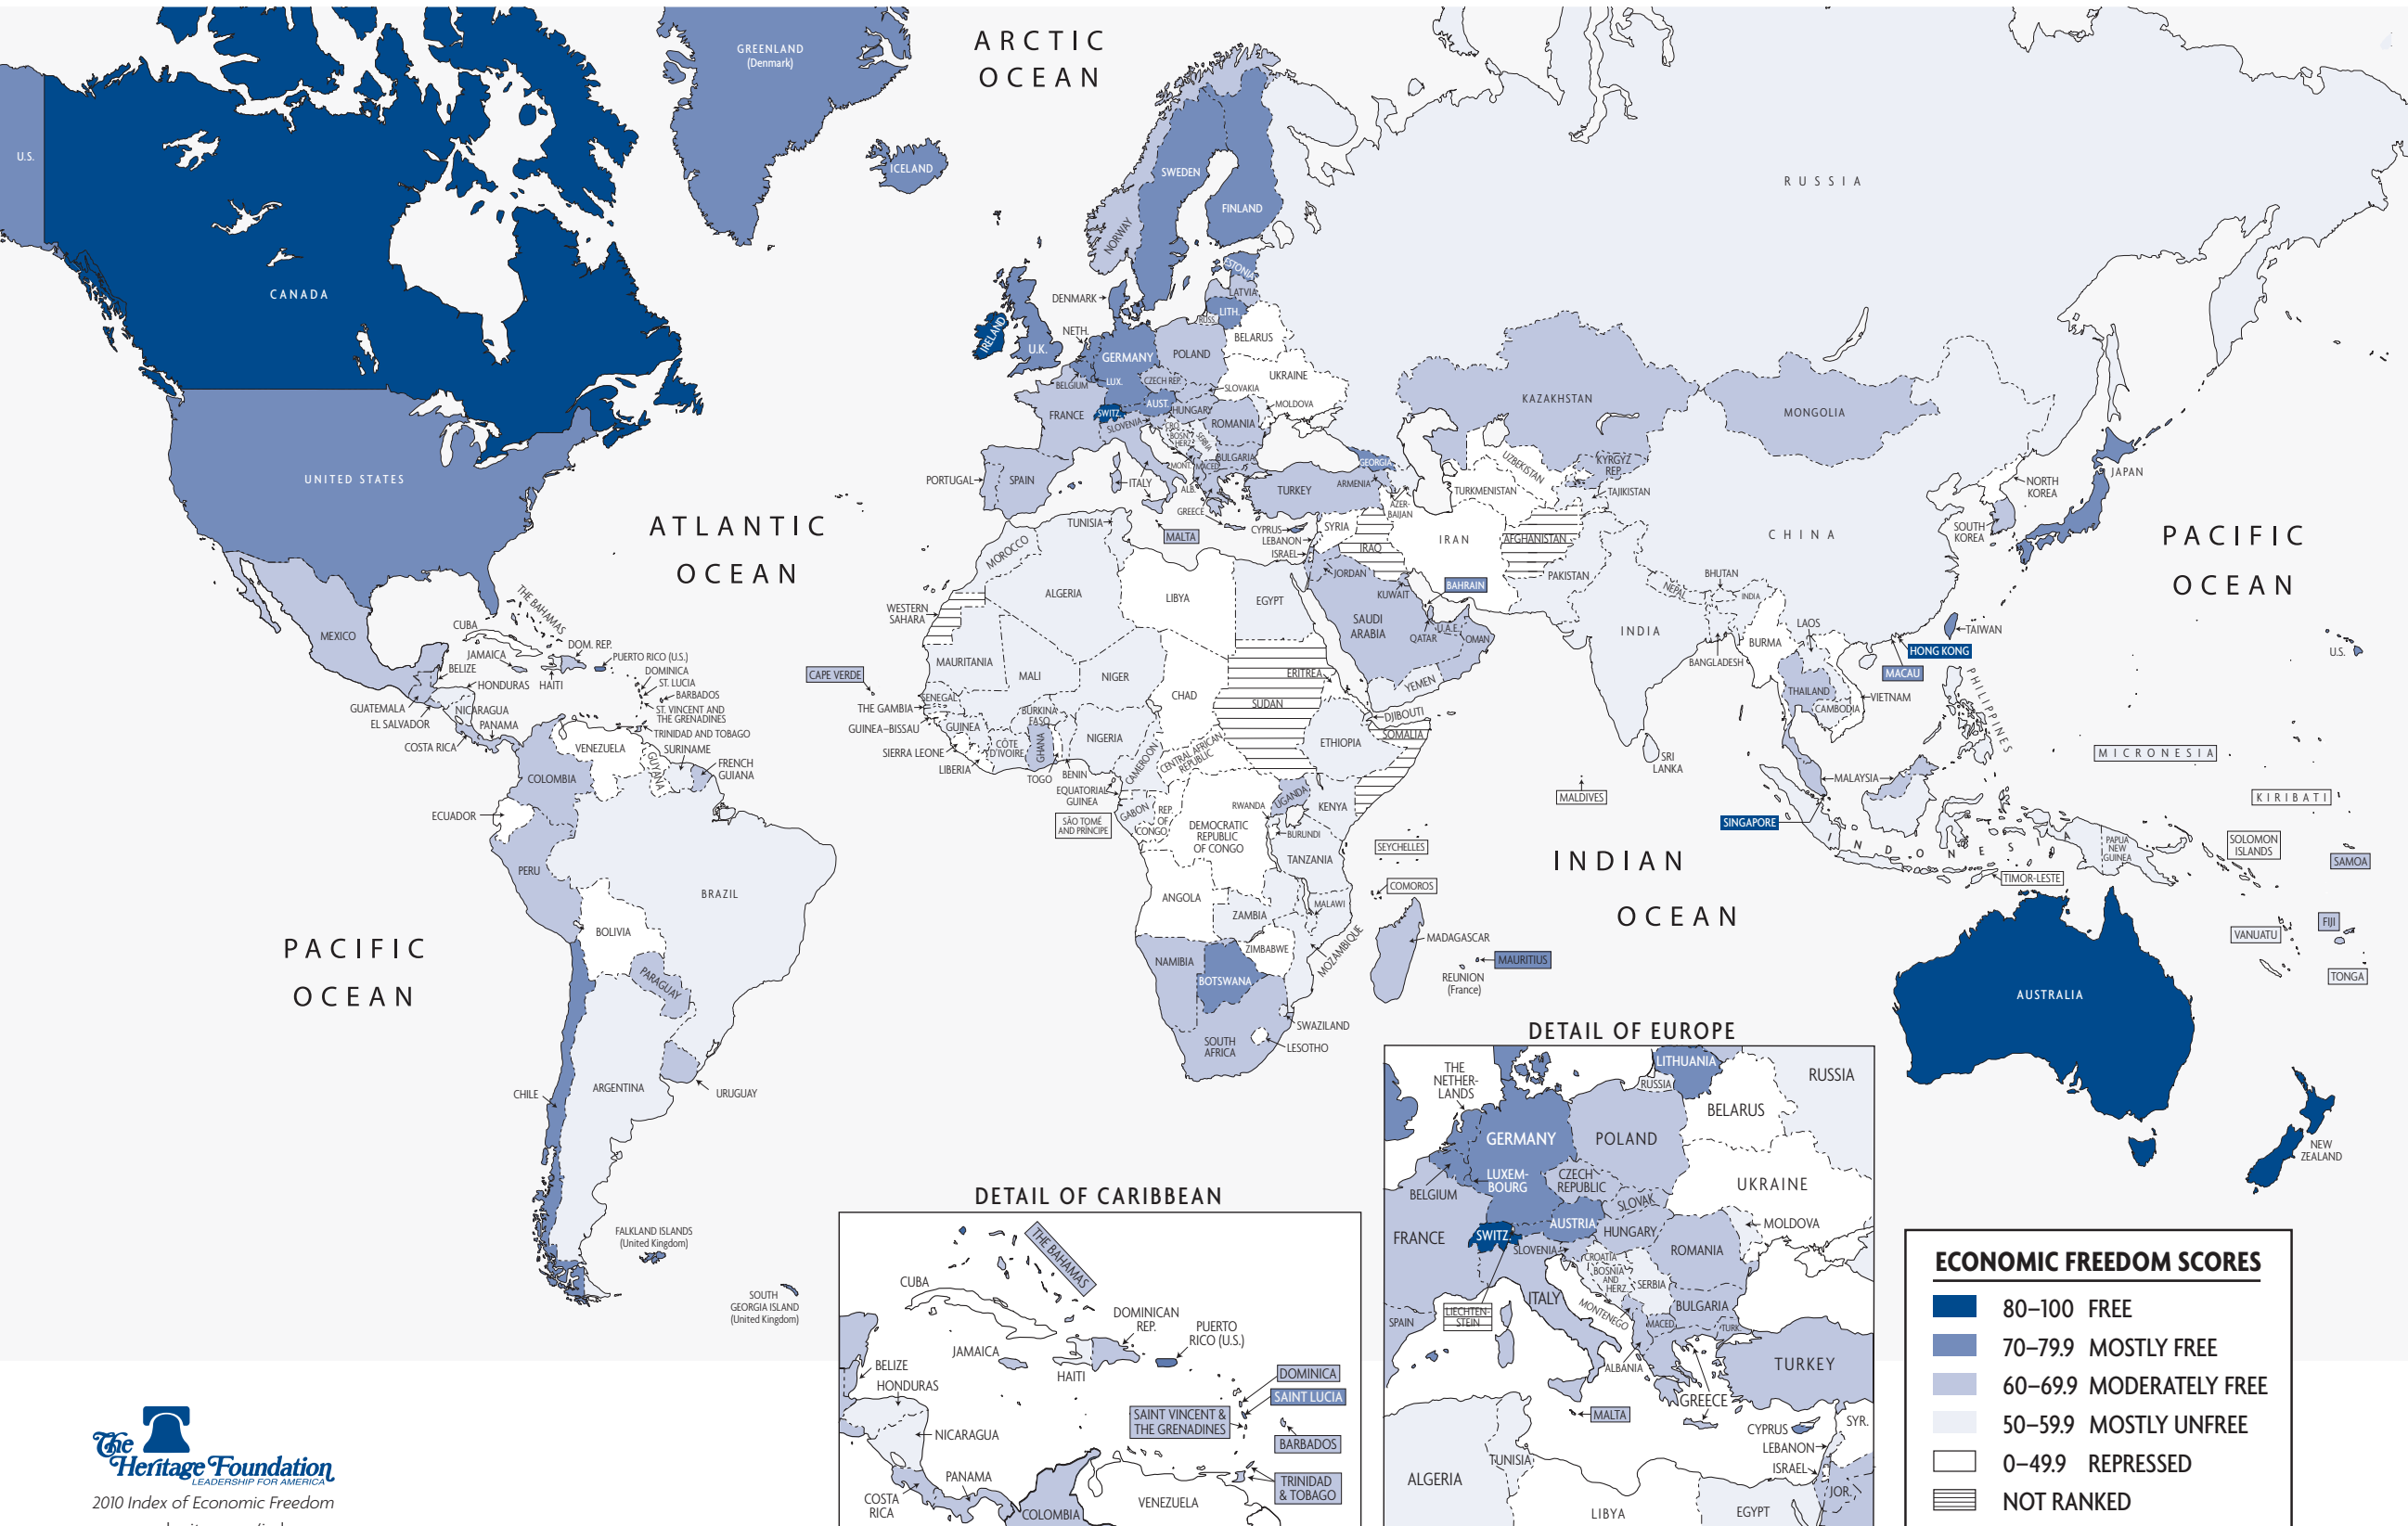 ARCTIC
OCEAN
GREENLAND
(Denmark)
ICELAND
U.S.
CANADA
UNITED STATES
ATLANTIC
OCEAN
MEXICO
THE BAHAMAS
CUBA
JAMAICA
BELIZE
HONDURAS
HAITI
DOM. REP.
PUERTO RICO (U.S.)
DOMINICA
ST. LUCIA
BARBADOS
ST. VINCENT AND
THE GRENADINES
TRINIDAD AND TOBAGO
GUATEMALA
EL SALVADOR
NICARAGUA
PANAMA
COSTA RICA
VENEZUELA
SURINAME
GUYANA
FRENCH
GUIANA
COLOMBIA
ECUADOR
PERU
BRAZIL
BOLIVIA
PARAGUAY
CHILE
ARGENTINA
URUGUAY
PACIFIC
OCEAN
FALKLAND ISLANDS
(United Kingdom)
SOUTH
GEORGIA ISLAND
(United Kingdom)
SWEDEN
FINLAND
NORWAY
ESTONIA
LATVIA
LITH.
RUSS.
DENMARK
IRELAND
U.K.
NETH.
BELGIUM
GERMANY
LUX.
POLAND
BELARUS
UKRAINE
CZECH REP.
SLOVAKIA
MOLDOVA
FRANCE
SWITZ.
AUST.
HUNGARY
SLOVENIA
CRO.
BOSN.
HERZ.
SERBIA
ROMANIA
BULGARIA
MONT.
MACED.
ALB.
PORTUGAL
SPAIN
ITALY
GREECE
TURKEY
GEORGIA
ARMENIA
AZER-
BAIJAN
MALTA
CYPRUS
LEBANON
ISRAEL
SYRIA
IRAQ
IRAN
JORDAN
KUWAIT
BAHRAIN
SAUDI
ARABIA
QATAR
U.A.E.
OMAN
YEMEN
RUSSIA
KAZAKHSTAN
MONGOLIA
UZBEKISTAN
TURKMENISTAN
KYRGYZ
REP.
TAJIKISTAN
AFGHANISTAN
PAKISTAN
CHINA
NORTH
KOREA
SOUTH
KOREA
JAPAN
PACIFIC
OCEAN
NEPAL
BHUTAN
INDIA
INDIA
BANGLADESH
BURMA
LAOS
THAILAND
CAMBODIA
VIETNAM
TAIWAN
HONG KONG
MACAU
PHILIPPINES
U.S.
MICRONESIA
KIRIBATI
SRI
LANKA
MALDIVES
MALAYSIA
SINGAPORE
INDONESIA
PAPUA
NEW
GUINEA
SOLOMON
ISLANDS
SAMOA
TIMOR-LESTE
VANUATU
FIJI
TONGA
AUSTRALIA
NEW
ZEALAND
INDIAN
OCEAN
MOROCCO
TUNISIA
ALGERIA
LIBYA
EGYPT
WESTERN
SAHARA
MAURITANIA
MALI
NIGER
CHAD
SUDAN
ERITREA
CAPE VERDE
SENEGAL
THE GAMBIA
GUINEA–BISSAU
GUINEA
SIERRA LEONE
LIBERIA
CÔTE
D'IVOIRE
BURKINA
FASO
GHANA
TOGO
BENIN
NIGERIA
CAMEROON
CENTRAL AFRICAN
REPUBLIC
EQUATORIAL
GUINEA
SÃO TOMÉ
AND PRÍNCIPE
GABON
REP.
OF
CONGO
DEMOCRATIC
REPUBLIC
OF CONGO
RWANDA
UGANDA
BURUNDI
KENYA
ETHIOPIA
DJIBOUTI
SOMALIA
TANZANIA
SEYCHELLES
COMOROS
ANGOLA
ZAMBIA
MALAWI
ZIMBABWE
MOZAMBIQUE
NAMIBIA
BOTSWANA
MADAGASCAR
REUNION
(France)
MAURITIUS
SOUTH
AFRICA
SWAZILAND
LESOTHO
DETAIL OF CARIBBEAN
THE BAHAMAS
CUBA
DOMINICAN
REP.
PUERTO
RICO (U.S.)
JAMAICA
HAITI
BELIZE
HONDURAS
DOMINICA
SAINT LUCIA
SAINT VINCENT &
THE GRENADINES
BARBADOS
NICARAGUA
TRINIDAD
& TOBAGO
COSTA
RICA
PANAMA
COLOMBIA
VENEZUELA
DETAIL OF EUROPE
THE
NETHER-
LANDS
LITHUANIA
RUSSIA
RUSSIA
BELARUS
GERMANY
POLAND
LUXEM-
BOURG
BELGIUM
CZECH
REPUBLIC
UKRAINE
SLOVAK
FRANCE
SWITZ.
AUSTRIA
HUNGARY
MOLDOVA
SLOVENIA
CROATIA
ROMANIA
BOSNIA
AND
HERZ.
SERBIA
LIECHTEN-
STEIN
ITALY
MONTENEGO
BULGARIA
SPAIN
MACED.
TURK.
ALBANIA
TURKEY
GREECE
MALTA
CYPRUS
SYR.
LEBANON
ISRAEL
JOR.
ALGERIA
TUNISIA
LIBYA
EGYPT
ECONOMIC FREEDOM SCORES
80–100 FREE
70–79.9 MOSTLY FREE
60–69.9 MODERATELY FREE
50–59.9 MOSTLY UNFREE
0–49.9 REPRESSED
NOT RANKED
The
Heritage Foundation
LEADERSHIP FOR AMERICA
2010 Index of Economic Freedom